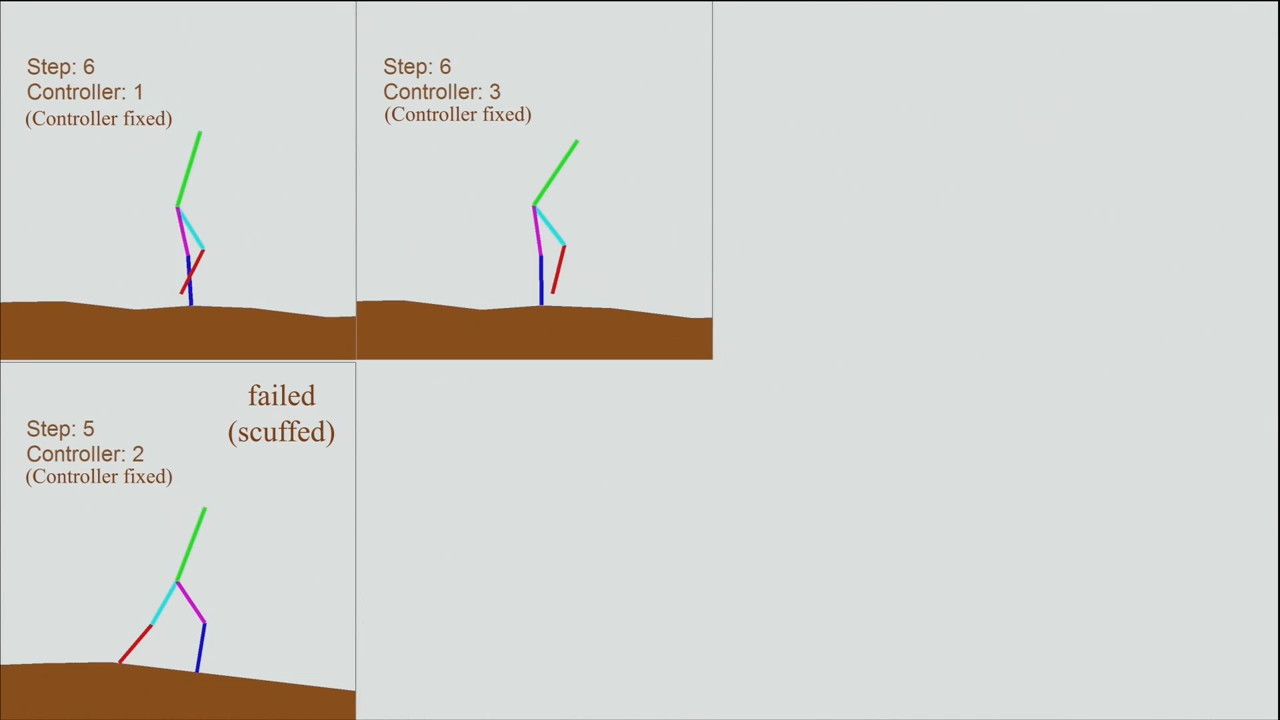 Step: 6
Controller: 1
(Controller fixed)
Step: 6
Controller: 3
(Controller fixed)
failed
(scuffed)
Step: 5
Controller: 2
(Controller fixed)